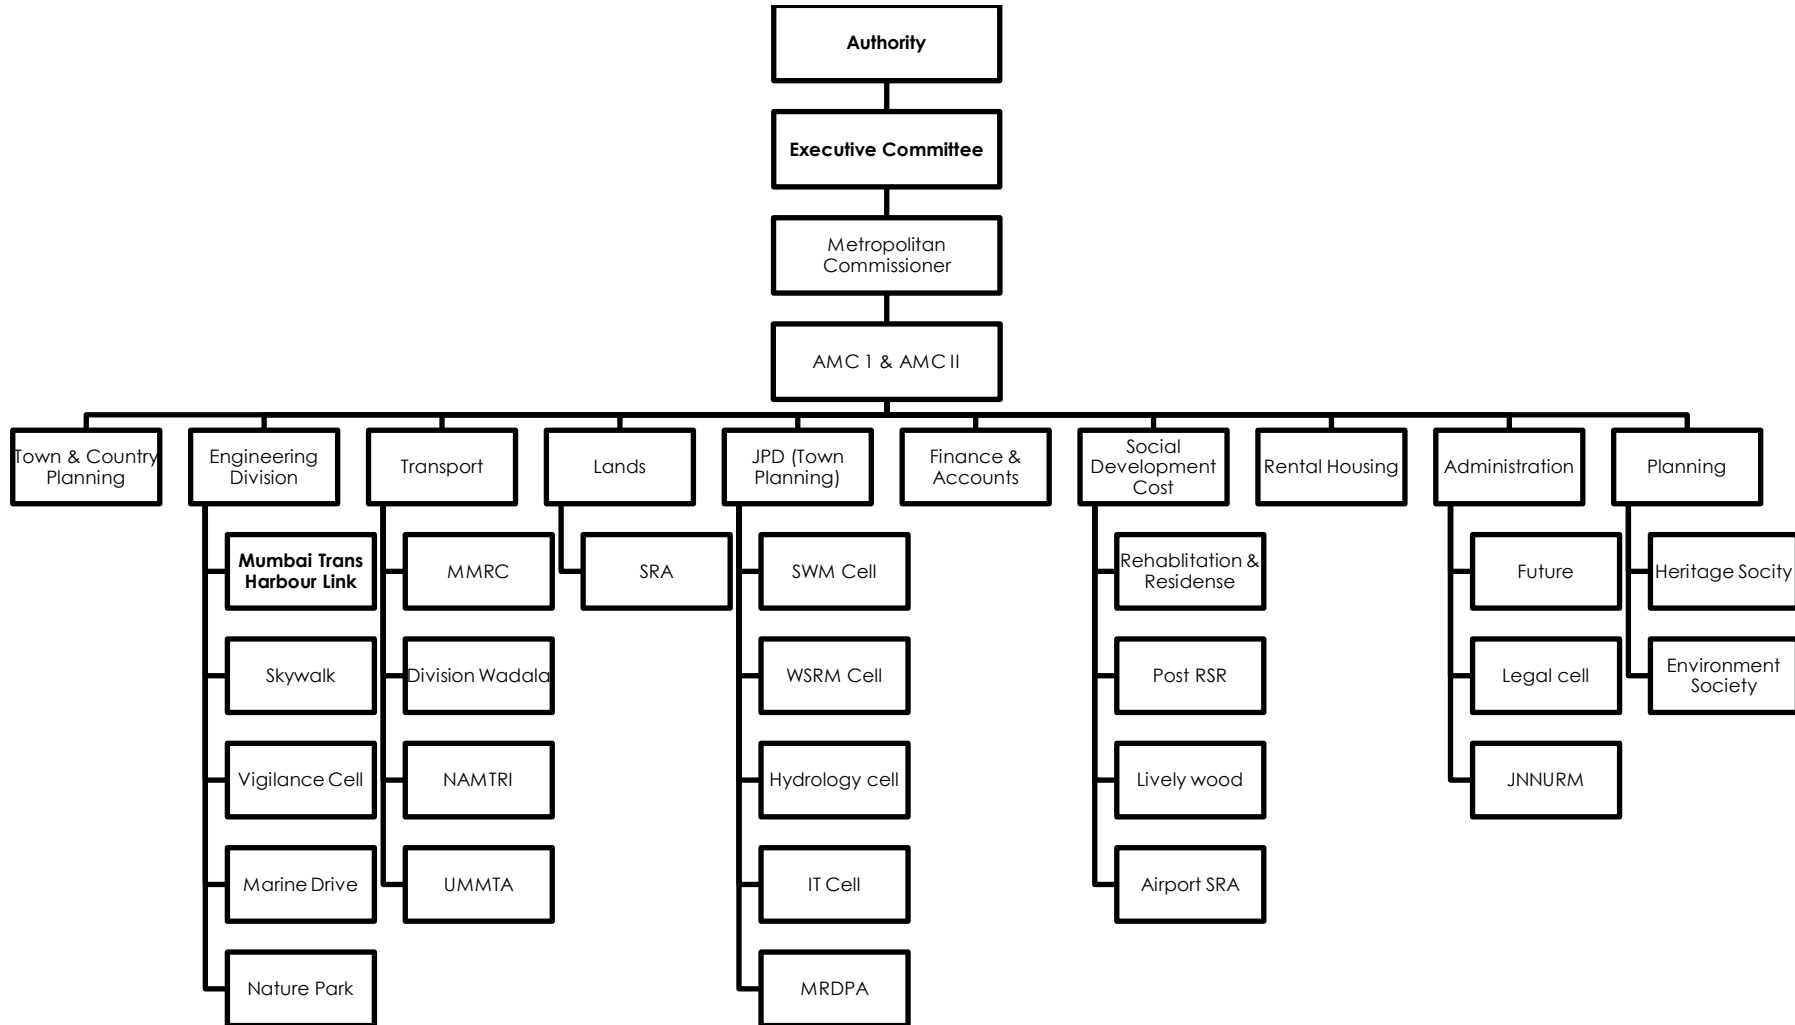 Authority
Executive Committee
Metropolitan
Commissioner
AMC 1 & AMC II
Town & Country
Planning
Engineering
Division
Transport
Lands
JPD (Town
Planning)
Finance &
Accounts
Social
Development
Cost
Rental Housing
Administration
Planning
Mumbai Trans
Harbour Link
MMRC
SRA
SWM Cell
Rehablitation &
Residense
Future
Heritage Socity
Skywalk
Division Wadala
WSRM Cell
Post RSR
Legal cell
Environment
Society
Vigilance Cell
NAMTRI
Hydrology cell
Lively wood
JNNURM
Marine Drive
UMMTA
IT Cell
Airport SRA
Nature Park
MRDPA